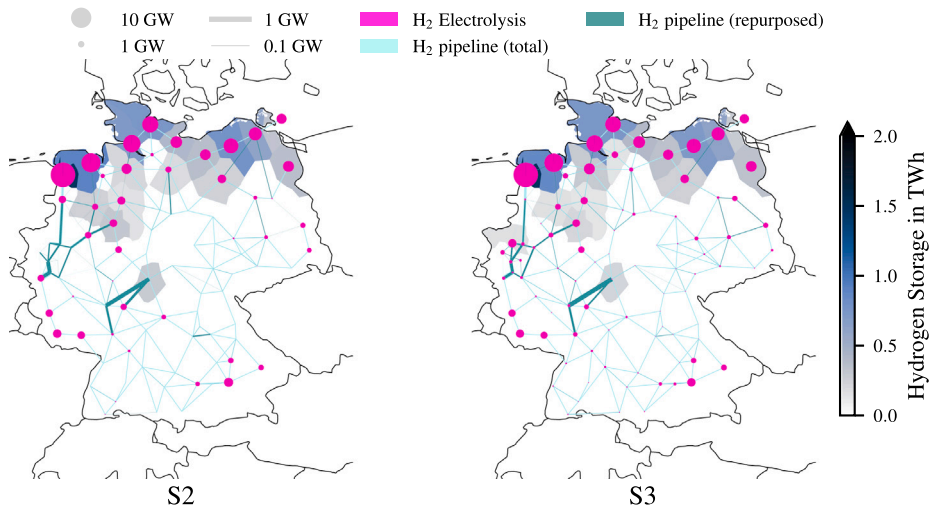 10 GW 1 GW H₂ Electrolysis H₂ pipeline (repurposed)
1 GW 0.1 GW H₂ pipeline (total)
2.0
1.5
1.0
0.5
0.0
Hydrogen Storage in TWh
S2 S3